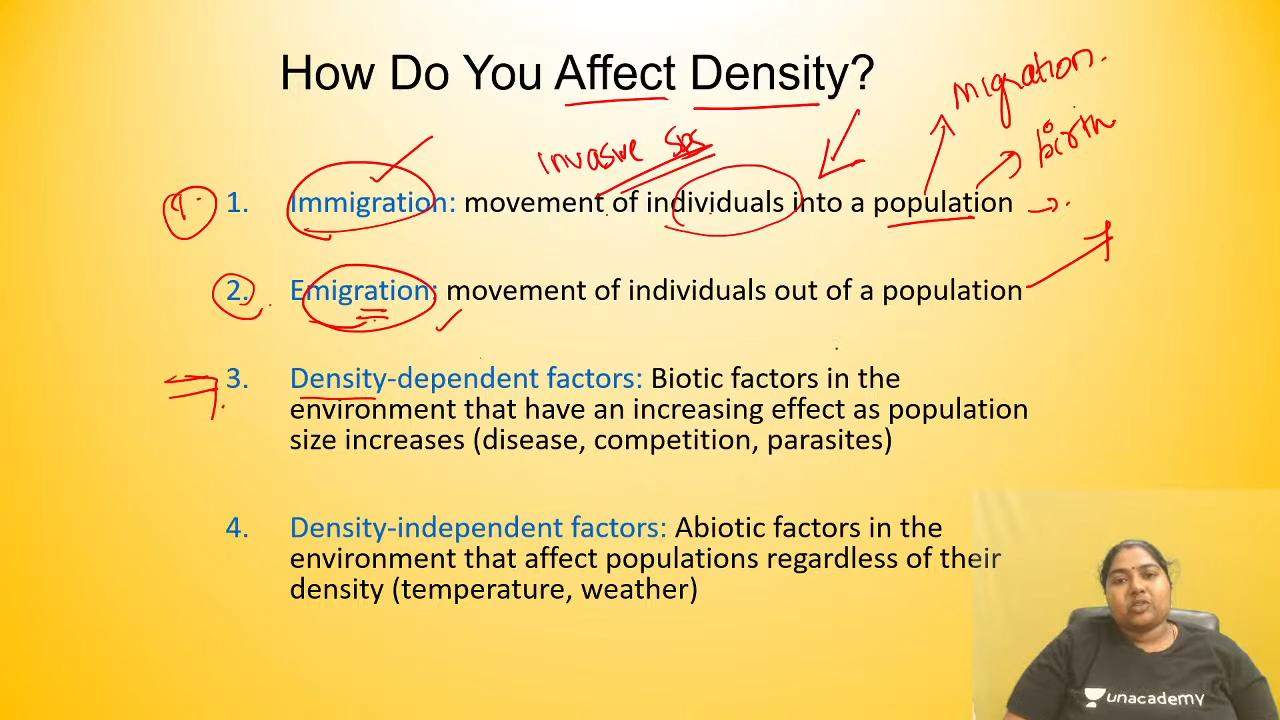 How Do You Affect Density?
migration.
birth
invasive sps
1. Immigration: movement of individuals into a population
2. Emigration: movement of individuals out of a population
3. Density-dependent factors: Biotic factors in the
environment that have an increasing effect as population
size increases (disease, competition, parasites)
4. Density-independent factors: Abiotic factors in the
environment that affect populations regardless of their
density (temperature, weather)
unacademy